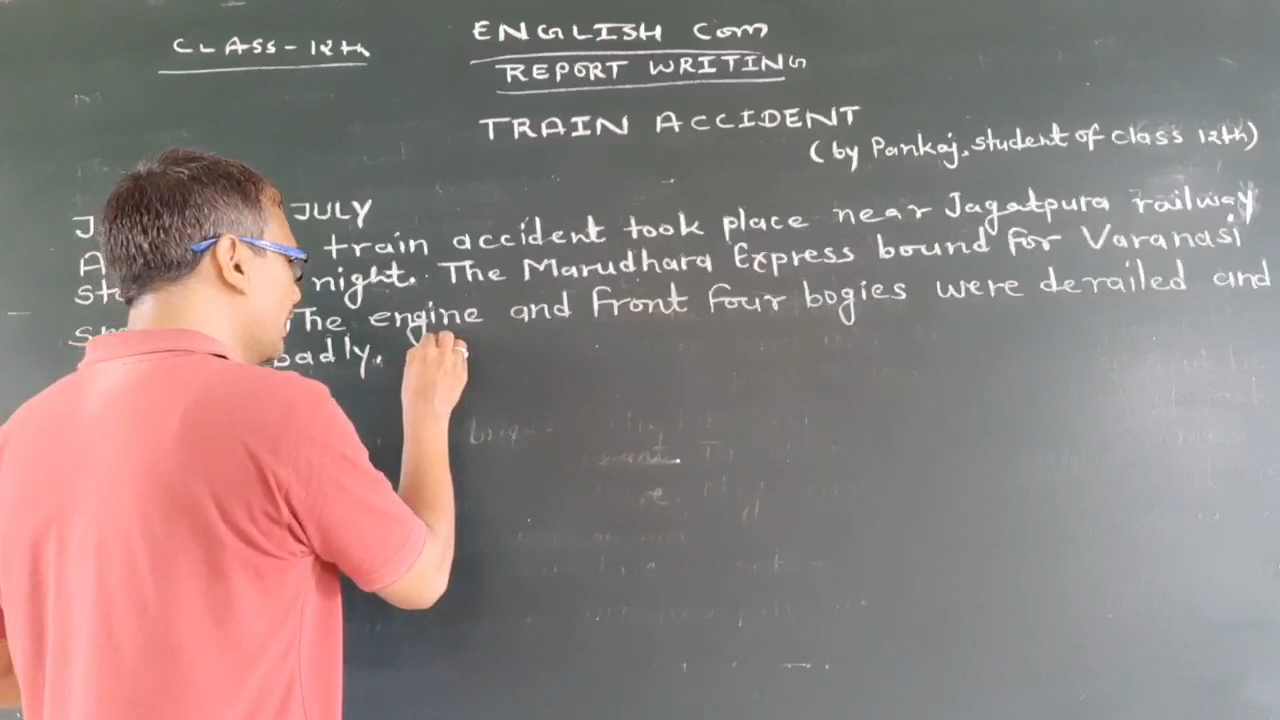 CLASS-12th
ENGLISH COM
REPORT WRITING
TRAIN ACCIDENT
(by Pankaj, student of class 12th)
J JULY
A train accident took place near Jagatpura railway
sta night. The Marudhara Express bound for Varanasi
The engine and front four bogies were derailed and
badly.